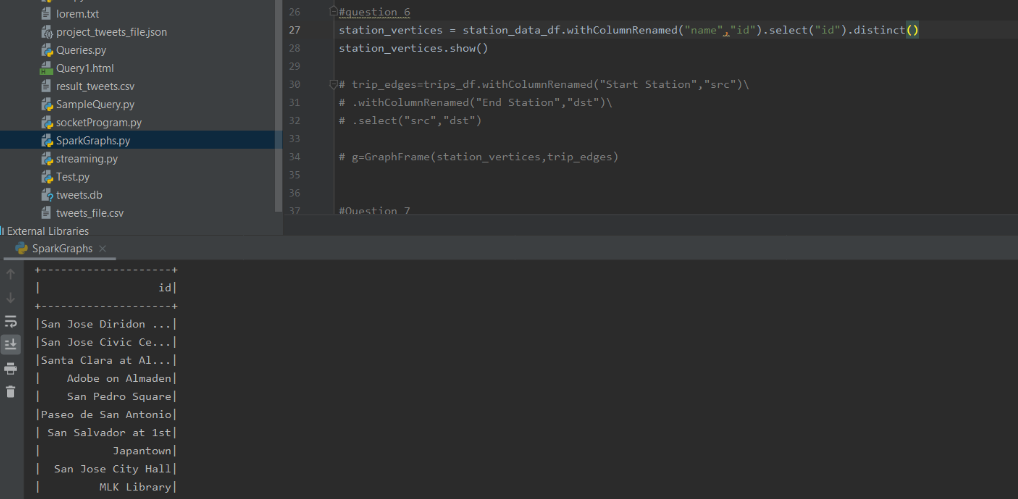 lorem.txt
project_tweets_file.json
Queries.py
Query1.html
result_tweets.csv
SampleQuery.py
socketProgram.py
SparkGraphs.py
streaming.py
Test.py
tweets.db
tweets_file.csv
External Libraries
26 #question 6
27 station_vertices = station_data_df.withColumnRenamed("name","id").select("id").distinct()
28 station_vertices.show()
29
30 # trip_edges=trips_df.withColumnRenamed("Start Station","src")\
31 # .withColumnRenamed("End Station","dst")\
32 # .select("src","dst")
33
34 # g=GraphFrame(station_vertices,trip_edges)
35
36
37 #Question 7
SparkGraphs ×
+--------------------+
|                  id|
+--------------------+
|San Jose Diridon ...|
|San Jose Civic Ce...|
|Santa Clara at Al...|
|    Adobe on Almaden|
|    San Pedro Square|
|Paseo de San Antonio|
| San Salvador at 1st|
|           Japantown|
|  San Jose City Hall|
|         MLK Library|